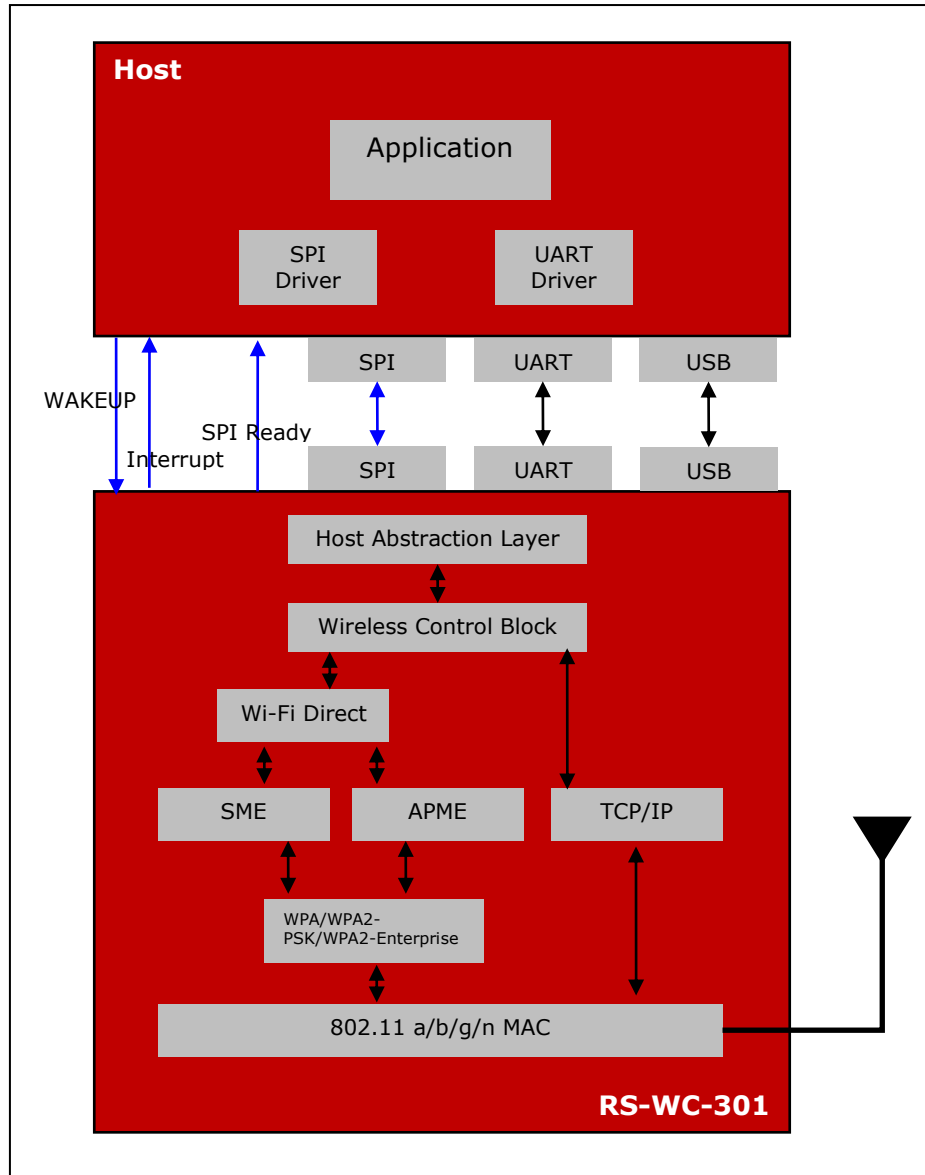 Host
Application
SPI
Driver
UART
Driver
SPI
UART
USB
WAKEUP
SPI Ready
Interrupt
SPI
UART
USB
Host Abstraction Layer
Wireless Control Block
Wi-Fi Direct
SME
APME
TCP/IP
WPA/WPA2-
PSK/WPA2-Enterprise
802.11 a/b/g/n MAC
RS-WC-301